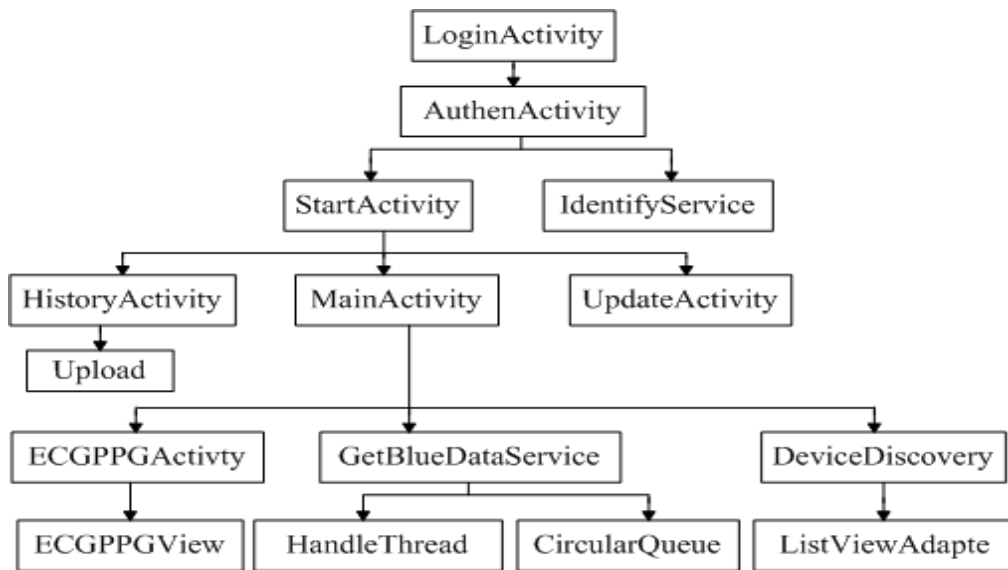 LoginActivity
AuthenActivity
StartActivity
IdentifyService
HistoryActivity
MainActivity
UpdateActivity
Upload
ECGPPGActivty
GetBlueDataService
DeviceDiscovery
ECGPPGView
HandleThread
CircularQueue
ListViewAdapte